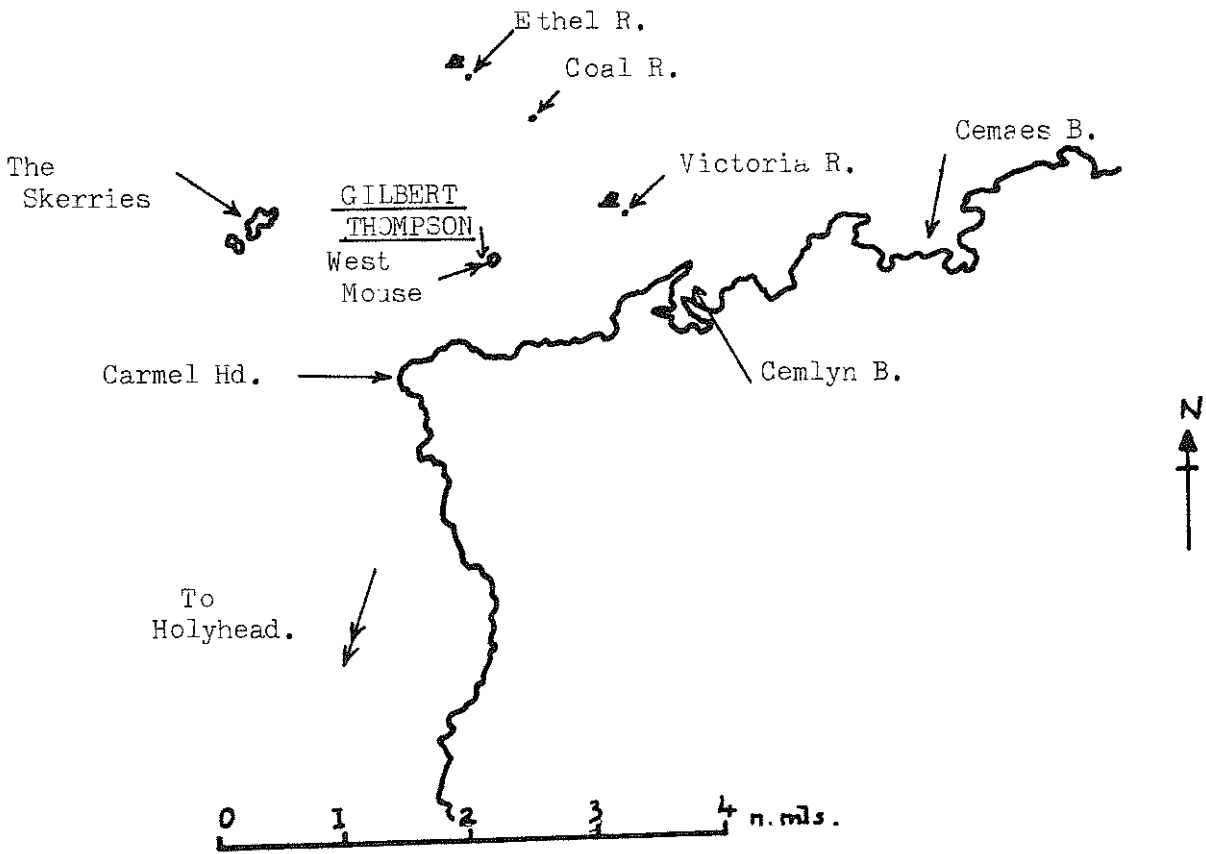 Ethel R.
Coal R.
Cemaes B.
The
Skerries
Victoria R.
GILBERT
THOMPSON
West
Mouse
Carmel Hd.
Cemlyn B.
N
To
Holyhead.
0 1 2 3 4 n.mls.